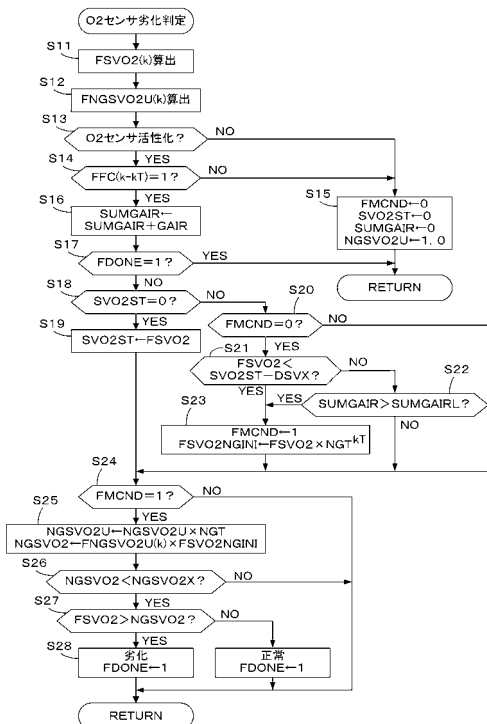 O2センサ劣化判定
S11
FSVO2(k)算出
S12
FNGSVO2U(k)算出
S13
O2センサ活性化?
NO
YES
S14
FFC(k-kT)=1?
NO
YES
S15
FMCND←0
SVO2ST←0
SUMGAIR←0
NGSVO2U←1.0
S16
SUMGAIR←
SUMGAIR+GAIR
S17
FDONE=1?
YES
NO
RETURN
S18
SVO2ST=0?
NO
YES
S19
SVO2ST←FSVO2
S20
FMCND=0?
NO
YES
S21
FSVO2<
SVO2ST-DSVX?
NO
YES
S22
SUMGAIR>SUMGAIRL?
YES
NO
S23
FMCND←1
FSVO2NGINI←FSVO2×NGT^kT
S24
FMCND=1?
NO
YES
S25
NGSVO2U←NGSVO2U×NGT
NGSVO2←FNGSVO2U(k)×FSVO2NGINI
S26
NGSVO2<NGSVO2X?
NO
YES
S27
FSVO2>NGSVO2?
NO
YES
S28
劣化
FDONE←1
正常
FDONE←1
RETURN